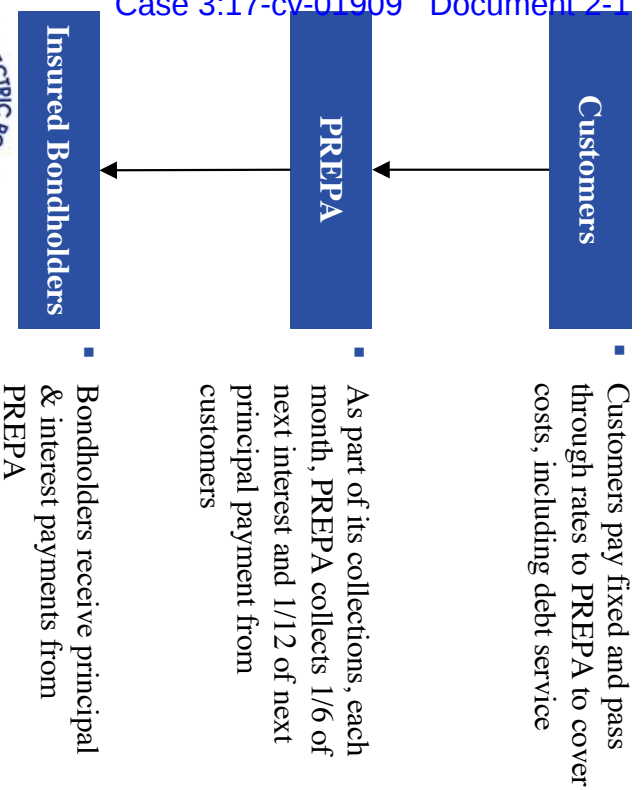 Case 3:17-cv-01909 Document 2-1
Customers
Customers pay fixed and pass
through rates to PREPA to cover
costs, including debt service
PREPA
As part of its collections, each
month, PREPA collects 1/6 of
next interest and 1/12 of next
principal payment from
customers
Insured Bondholders
Bondholders receive principal
& interest payments from
PREPA